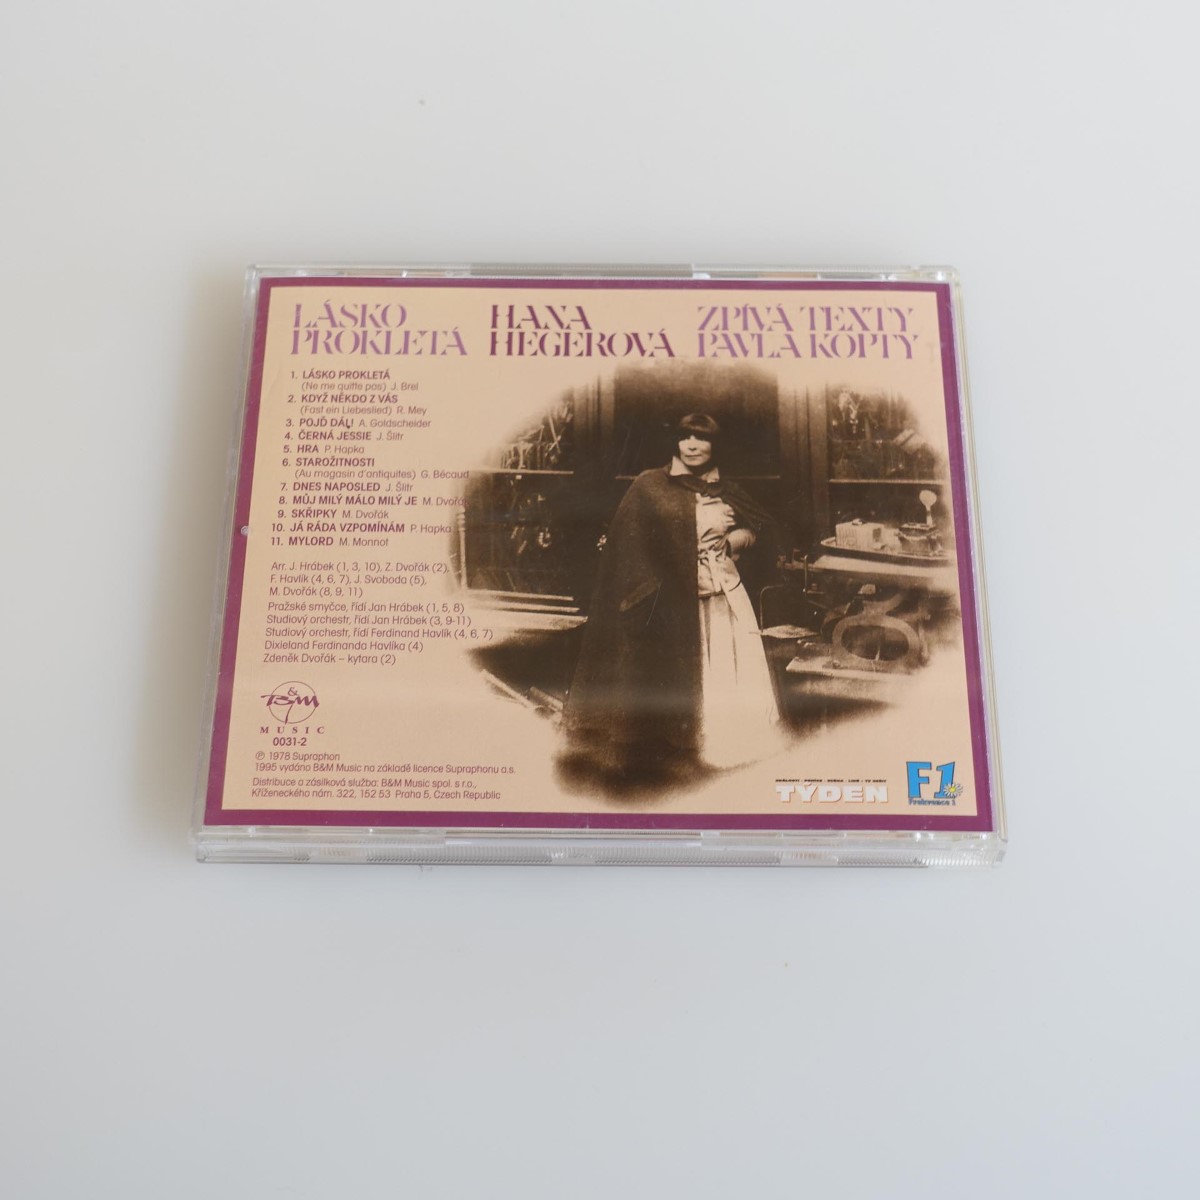 LÁSKO PROKLETÁ
HANA HEGEROVÁ
ZPÍVÁ TEXTY PAVLA KOPTY
1. LÁSKO PROKLETÁ
(Ne me quitte pas) J. Brel
2. KDYŽ NĚKDO Z VÁS
(Fast ein Liebeslied) R. Mey
3. POJĎ DÁL! A. Goldscheider
4. ČERNÁ JESSIE J. Šlitr
5. HRA P. Hapka
6. STAROŽITNOSTI
(Au magasin d'antiquites) G. Bécaud
7. DNES NAPOSLED J. Šlitr
8. MŮJ MILÝ MÁLO MILÝ JE M. Dvořák
9. SKŘIPKY M. Dvořák
10. JÁ RÁDA VZPOMÍNÁM P. Hapka
11. MYLORD M. Monnot
Arr. J. Hrábek (1, 3, 10), Z. Dvořák (2),
F. Havlík (4, 6, 7), J. Svoboda (5),
M. Dvořák (8, 9, 11)
Pražské smyčce, řídí Jan Hrábek (1, 5, 8)
Studiový orchestr, řídí Jan Hrábek (3, 9-11)
Studiový orchestr, řídí Ferdinand Havlík (4, 6, 7)
Dixieland Ferdinanda Havlíka (4)
Zdeněk Dvořák – kytara (2)
B&M
MUSIC
0031-2
℗ 1978 Supraphon
1995 vydáno B&M Music na základě licence Supraphonu a.s.
Distribuce a zásilková služba: B&M Music spol. s r.o.,
Kříženeckého nám. 322, 152 53 Praha 5, Czech Republic
TÝDEN
F1
Frekvence 1